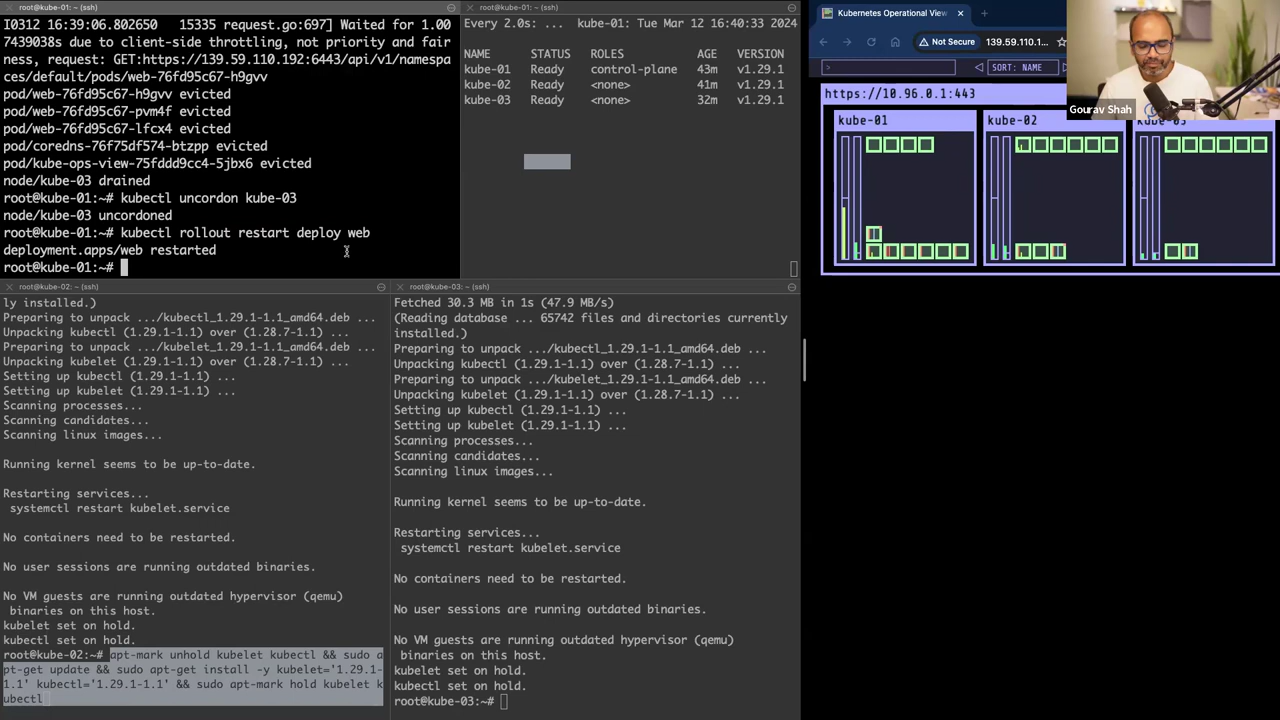 root@kube-01: ~ (ssh)
I0312 16:39:06.802650   15335 request.go:697] Waited for 1.00
7439038s due to client-side throttling, not priority and fair
ness, request: GET:https://139.59.110.192:6443/api/v1/namespa
ces/default/pods/web-76fd95c67-h9gvv
pod/web-76fd95c67-h9gvv evicted
pod/web-76fd95c67-pvm4f evicted
pod/web-76fd95c67-lfcx4 evicted
pod/coredns-76f75df574-btzpp evicted
pod/kube-ops-view-75fddd9cc4-5jbx6 evicted
node/kube-03 drained
root@kube-01:~# kubectl uncordon kube-03
node/kube-03 uncordoned
root@kube-01:~# kubectl rollout restart deploy web
deployment.apps/web restarted
root@kube-01:~#
root@kube-01: ~ (ssh)
Every 2.0s: ...  kube-01: Tue Mar 12 16:40:33 2024
NAME      STATUS   ROLES           AGE   VERSION
kube-01   Ready    control-plane   43m   v1.29.1
kube-02   Ready    <none>          41m   v1.29.1
kube-03   Ready    <none>          32m   v1.29.1
root@kube-02: ~ (ssh)
ly installed.)
Preparing to unpack .../kubectl_1.29.1-1.1_amd64.deb ...
Unpacking kubectl (1.29.1-1.1) over (1.28.7-1.1) ...
Preparing to unpack .../kubelet_1.29.1-1.1_amd64.deb ...
Unpacking kubelet (1.29.1-1.1) over (1.28.7-1.1) ...
Setting up kubectl (1.29.1-1.1) ...
Setting up kubelet (1.29.1-1.1) ...
Scanning processes...
Scanning candidates...
Scanning linux images...
Running kernel seems to be up-to-date.
Restarting services...
systemctl restart kubelet.service
No containers need to be restarted.
No user sessions are running outdated binaries.
No VM guests are running outdated hypervisor (qemu)
binaries on this host.
kubelet set on hold.
kubectl set on hold.
root@kube-02:~# apt-mark unhold kubelet kubectl && sudo a
pt-get update && sudo apt-get install -y kubelet='1.29.1-
1.1' kubectl='1.29.1-1.1' && sudo apt-mark hold kubelet k
ubectl
root@kube-03: ~ (ssh)
Fetched 30.3 MB in 1s (47.9 MB/s)
(Reading database ... 65742 files and directories currently
installed.)
Preparing to unpack .../kubectl_1.29.1-1.1_amd64.deb ...
Unpacking kubectl (1.29.1-1.1) over (1.28.7-1.1) ...
Preparing to unpack .../kubelet_1.29.1-1.1_amd64.deb ...
Unpacking kubelet (1.29.1-1.1) over (1.28.7-1.1) ...
Setting up kubectl (1.29.1-1.1) ...
Setting up kubelet (1.29.1-1.1) ...
Scanning processes...
Scanning candidates...
Scanning linux images...
Running kernel seems to be up-to-date.
Restarting services...
systemctl restart kubelet.service
No containers need to be restarted.
No user sessions are running outdated binaries.
No VM guests are running outdated hypervisor (qemu)
binaries on this host.
kubelet set on hold.
kubectl set on hold.
root@kube-03:~#
Kubernetes Operational View
Not Secure 139.59.110.1...
> SORT: NAME
https://10.96.0.1:443
Gourav Shah
kube-01 kube-02